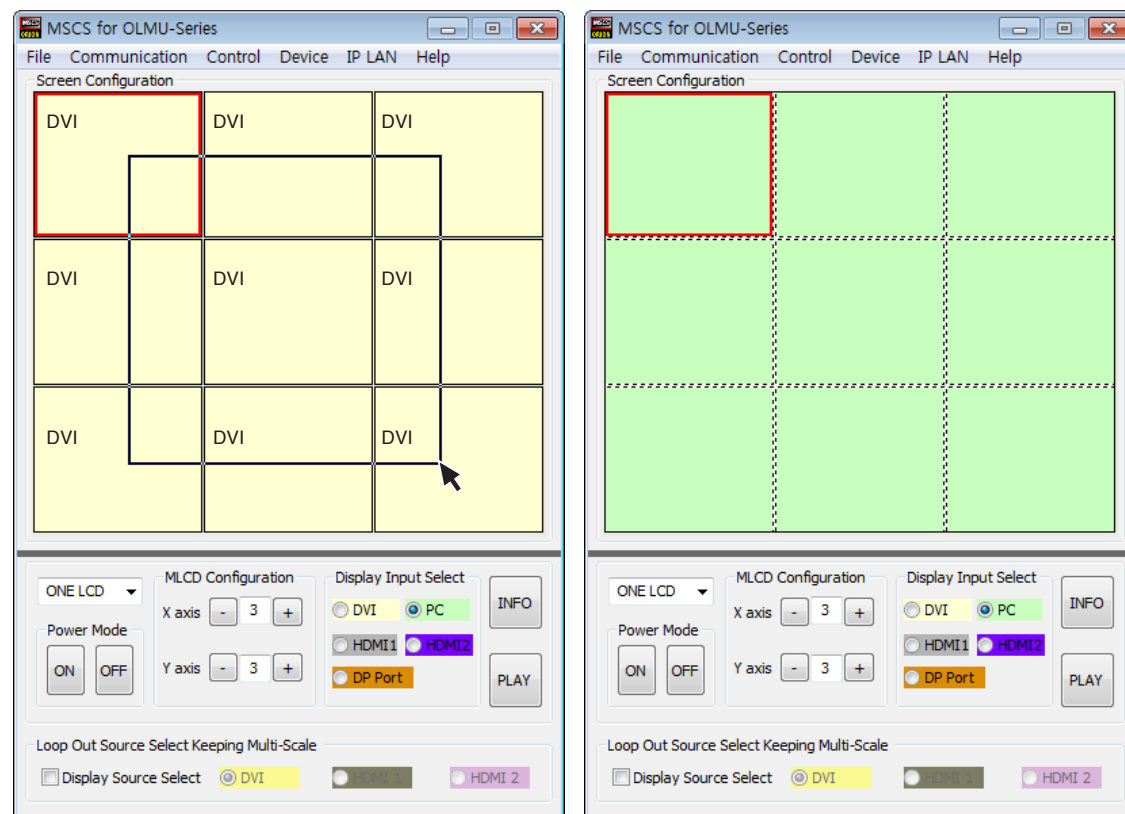 MSCS for OLMU-Series
File Communication Control Device IP LAN Help
Screen Configuration
DVI DVI DVI
DVI DVI DVI
DVI DVI DVI
ONE LCD
MLCD Configuration
X axis - 3 +
Y axis - 3 +
Power Mode
ON OFF
Display Input Select
DVI PC
HDMI1 HDMI2
DP Port
INFO
PLAY
Loop Out Source Select Keeping Multi-Scale
Display Source Select DVI HDMI 1 HDMI 2
MSCS for OLMU-Series
File Communication Control Device IP LAN Help
Screen Configuration
ONE LCD
MLCD Configuration
X axis - 3 +
Y axis - 3 +
Power Mode
ON OFF
Display Input Select
DVI PC
HDMI1 HDMI2
DP Port
INFO
PLAY
Loop Out Source Select Keeping Multi-Scale
Display Source Select DVI HDMI 1 HDMI 2